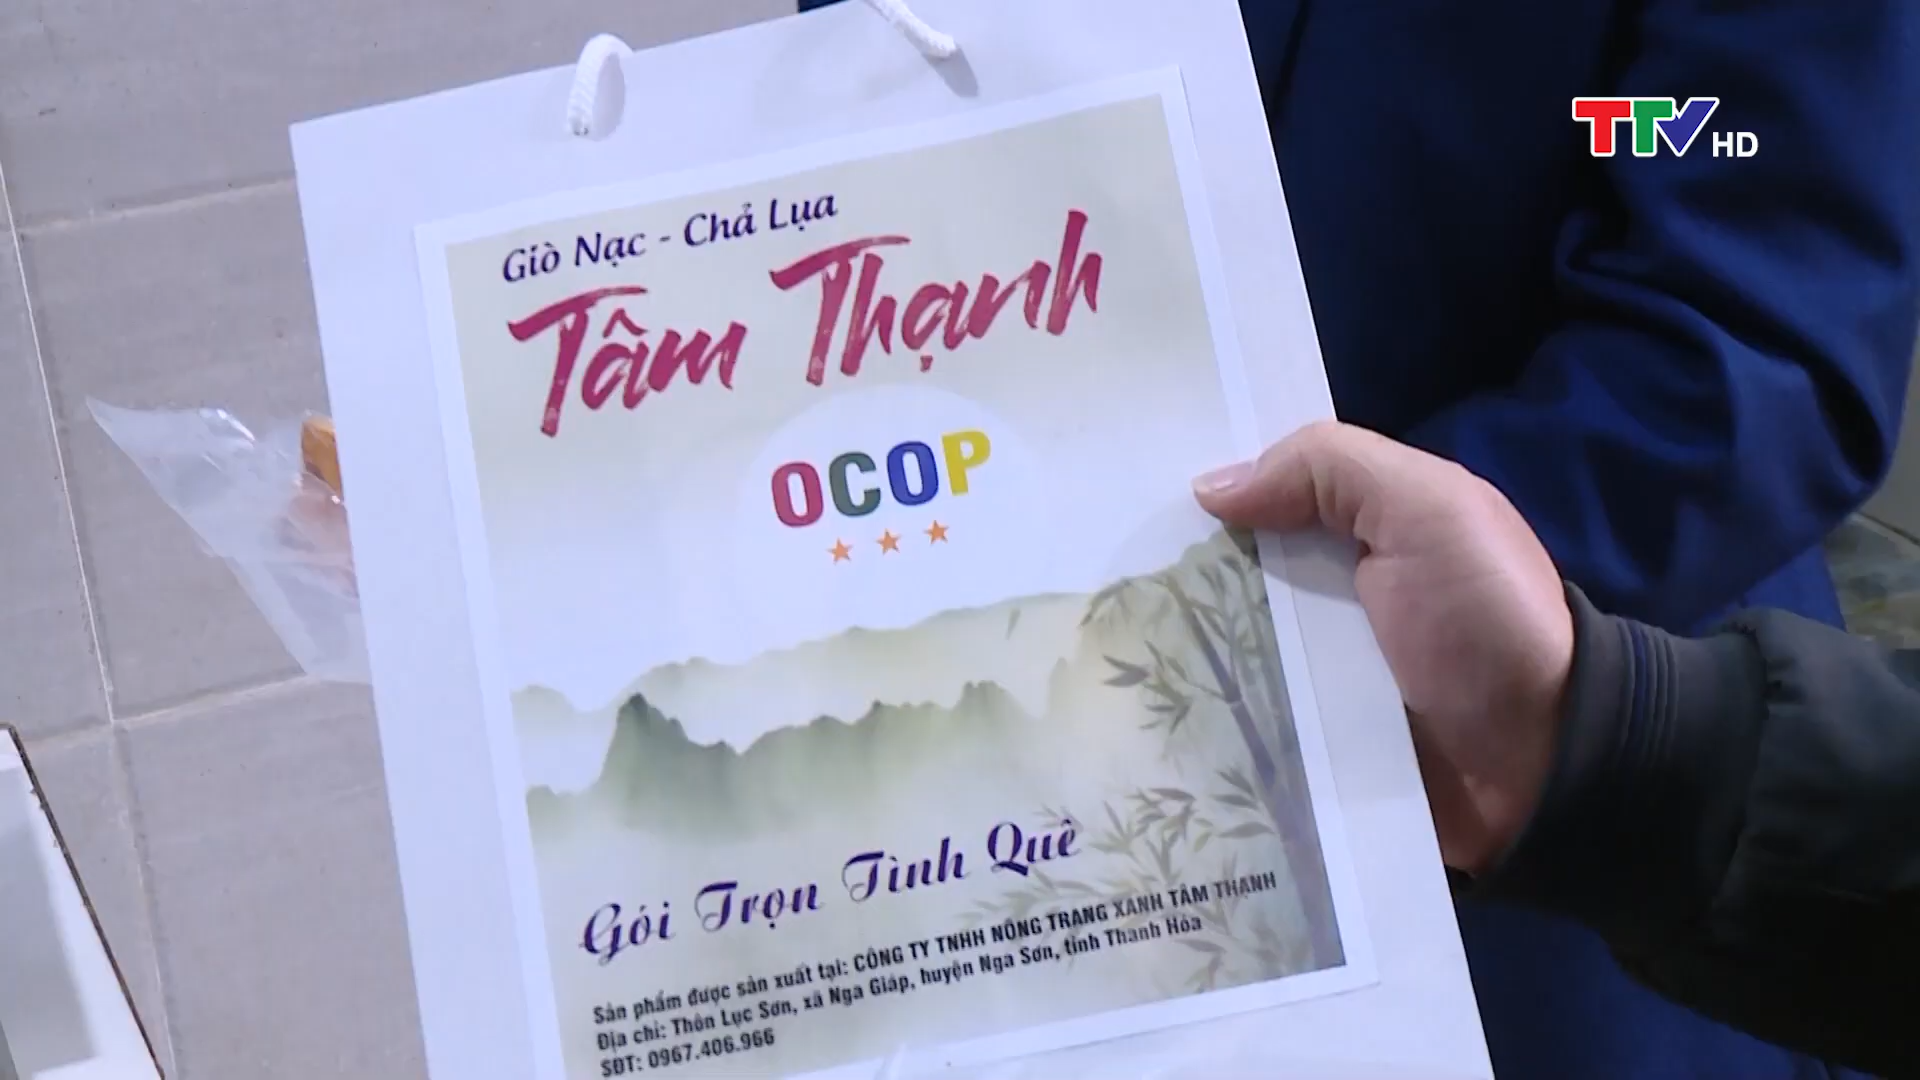 TTV HD
Giò Nạc - Chả Lụa
Tâm Thạnh
OCOP
Gói Trọn Tình Quê
Sản phẩm được sản xuất tại: CÔNG TY TNHH NÔNG TRANG XANH TÂM THẠNH
Địa chỉ: Thôn Lục Sơn, xã Nga Giáp, huyện Nga Sơn, tỉnh Thanh Hóa
SĐT: 0967.406.966